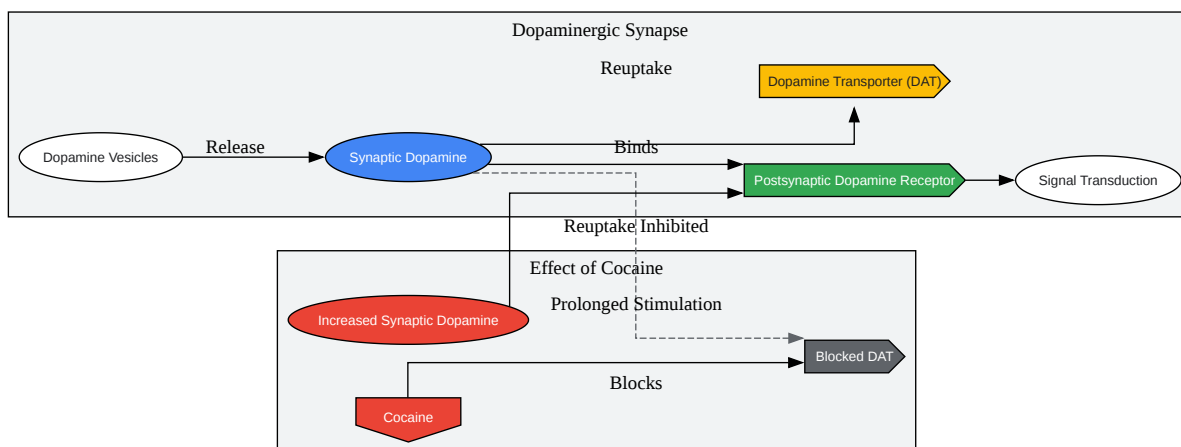 Dopaminergic Synapse
Reuptake
Dopamine Transporter (DAT)
Dopamine Vesicles
Release
Synaptic Dopamine
Binds
Postsynaptic Dopamine Receptor
Signal Transduction
Reuptake Inhibited
Effect of Cocaine
Prolonged Stimulation
Increased Synaptic Dopamine
Blocked DAT
Blocks
Cocaine